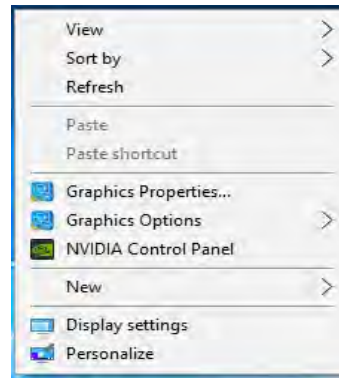 View
Sort by
Refresh
Paste
Paste shortcut
Graphics Properties...
Graphics Options
NVIDIA Control Panel
New
Display settings
Personalize